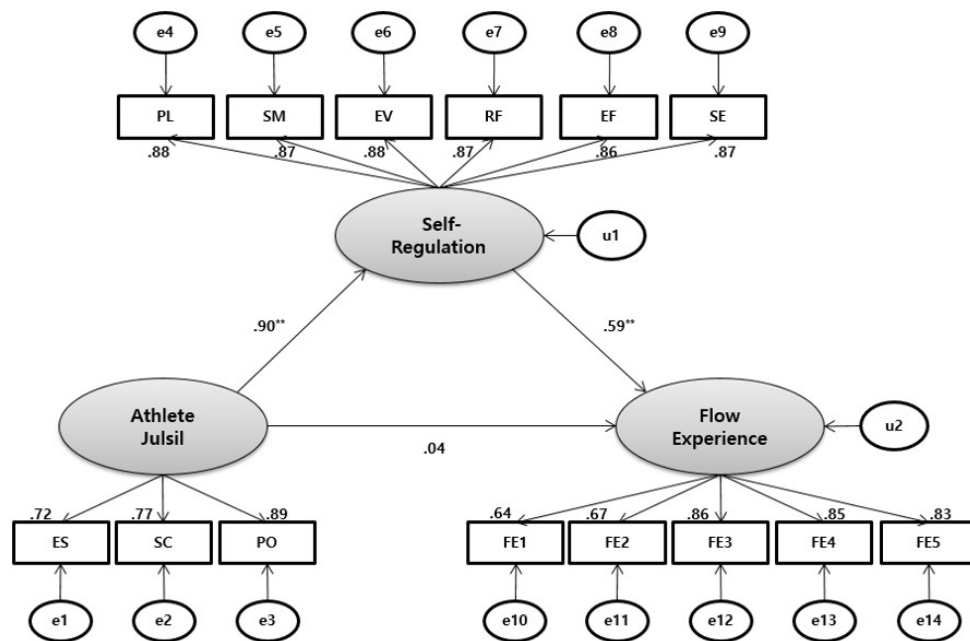 e4 e5 e6 e7 e8 e9
PL SM EV RF EF SE
.88 .87 .88 .87 .86 .87
Self-
Regulation
u1
.90** .59**
Athlete
Julsil
Flow
Experience
u2
.04
.72 .77 .89 .64 .67 .86 .85 .83
ES SC PO FE1 FE2 FE3 FE4 FE5
e1 e2 e3 e10 e11 e12 e13 e14